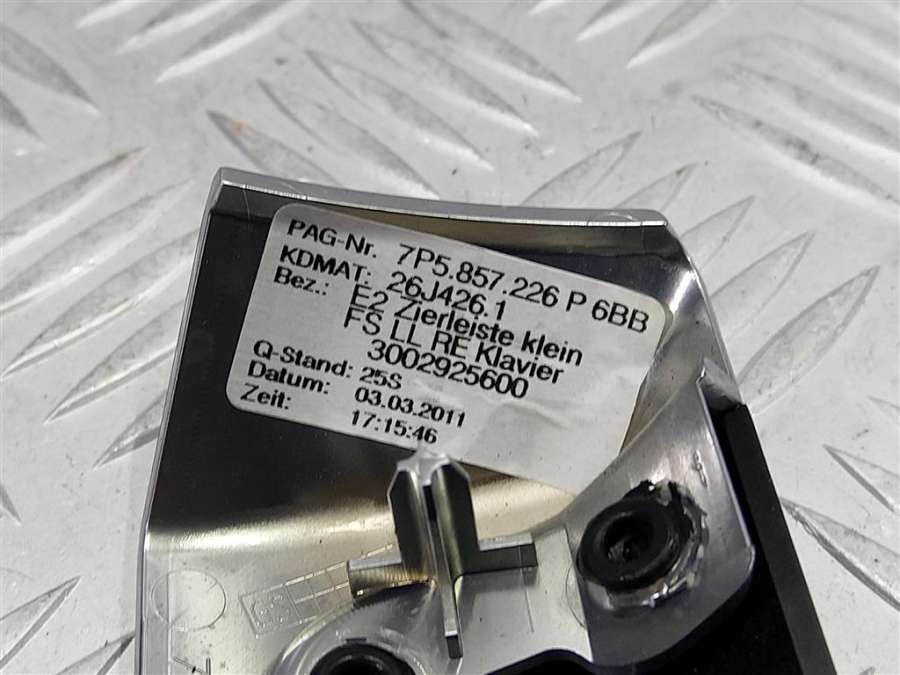 PAG-Nr. 7P5.857.226 P 6BB
KDMAT: 26J426.1
Bez.: E2 Zierleiste klein
FS LL RE Klavier
3002925600
Q-Stand: 25S
Datum: 03.03.2011
Zeit: 17:15:46